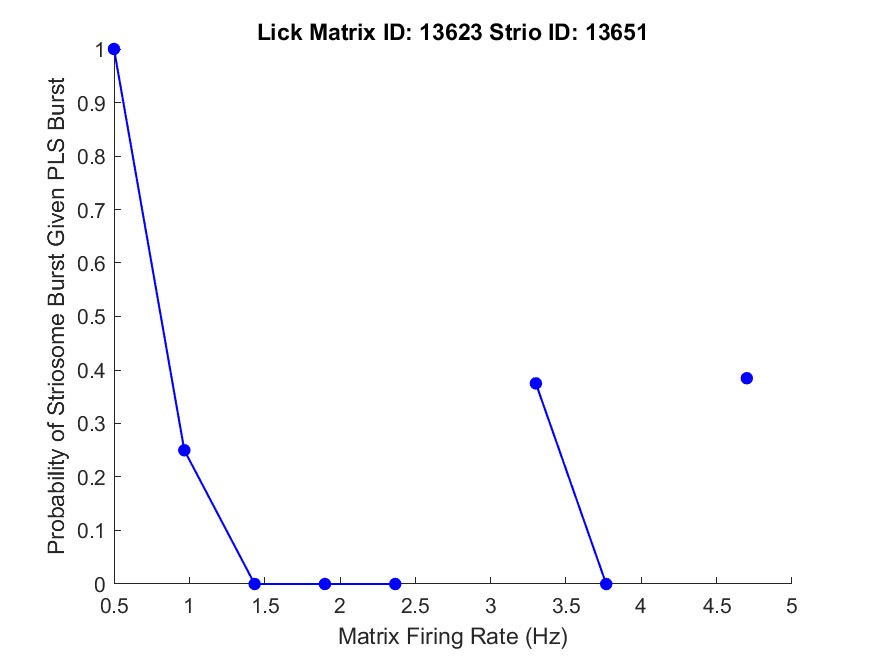 Lick Matrix ID: 13623 Strio ID: 13651
Probability of Striosome Burst Given PLS Burst
1
0.9
0.8
0.7
0.6
0.5
0.4
0.3
0.2
0.1
0
0.5 1 1.5 2 2.5 3 3.5 4 4.5 5
Matrix Firing Rate (Hz)